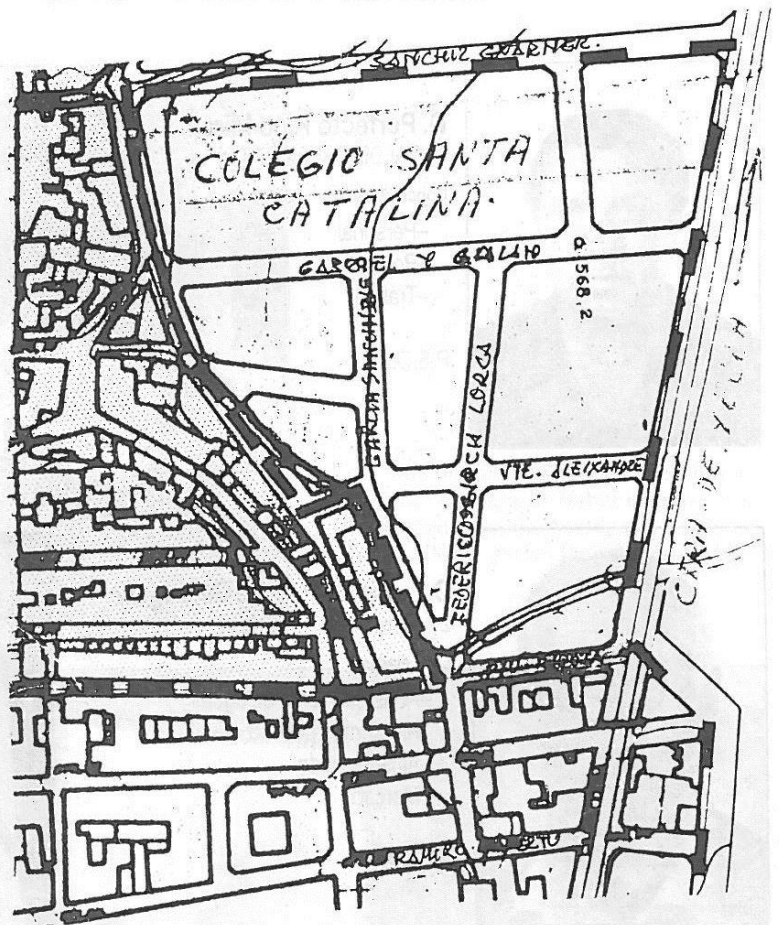 SANCHIZ GUARNER.
COLEGIO SANTA
CATALINA.
GABRIEL Y GALLAN
a. 568. 2
GARCIA SANCHIZ
FEDERICO GARCIA LORCA
VTE. ALEIXANDRE
CTRA DE YECLA.
RAMIRO